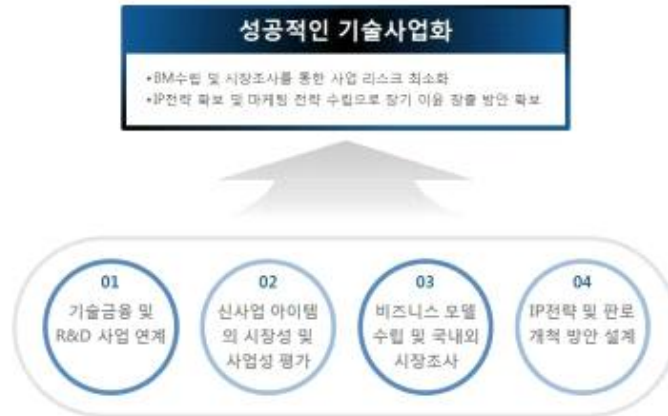 성공적인 기술사업화
•BM수립 및 시장조사를 통한 사업 리스크 최소화
•IP전략 확보 및 마케팅 전략 수립으로 장기 이윤 창출 방안 확보
01
기술금융 및
R&D 사업 연계
02
신사업 아이템
의 시장성 및
사업성 평가
03
비즈니스 모델
수립 및 국내외
시장조사
04
IP전략 및 판로
개척 방안 설계